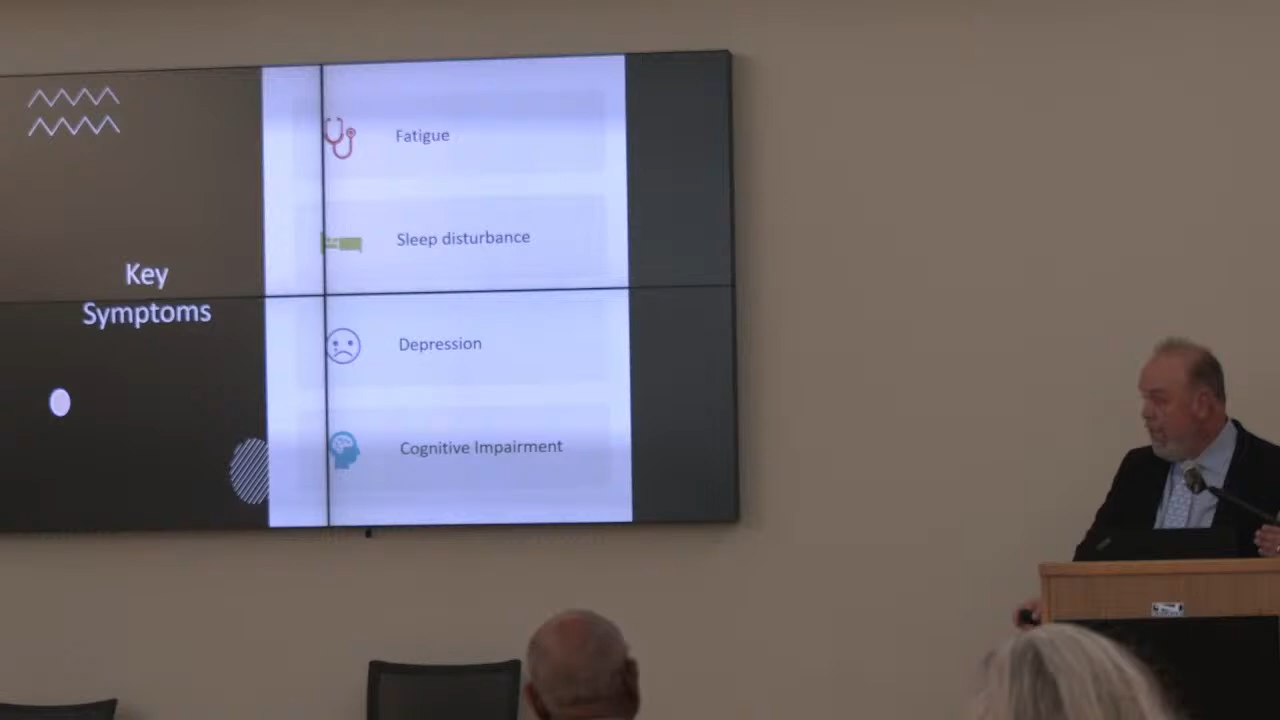 Key
Symptoms
Fatigue
Sleep disturbance
Depression
Cognitive Impairment